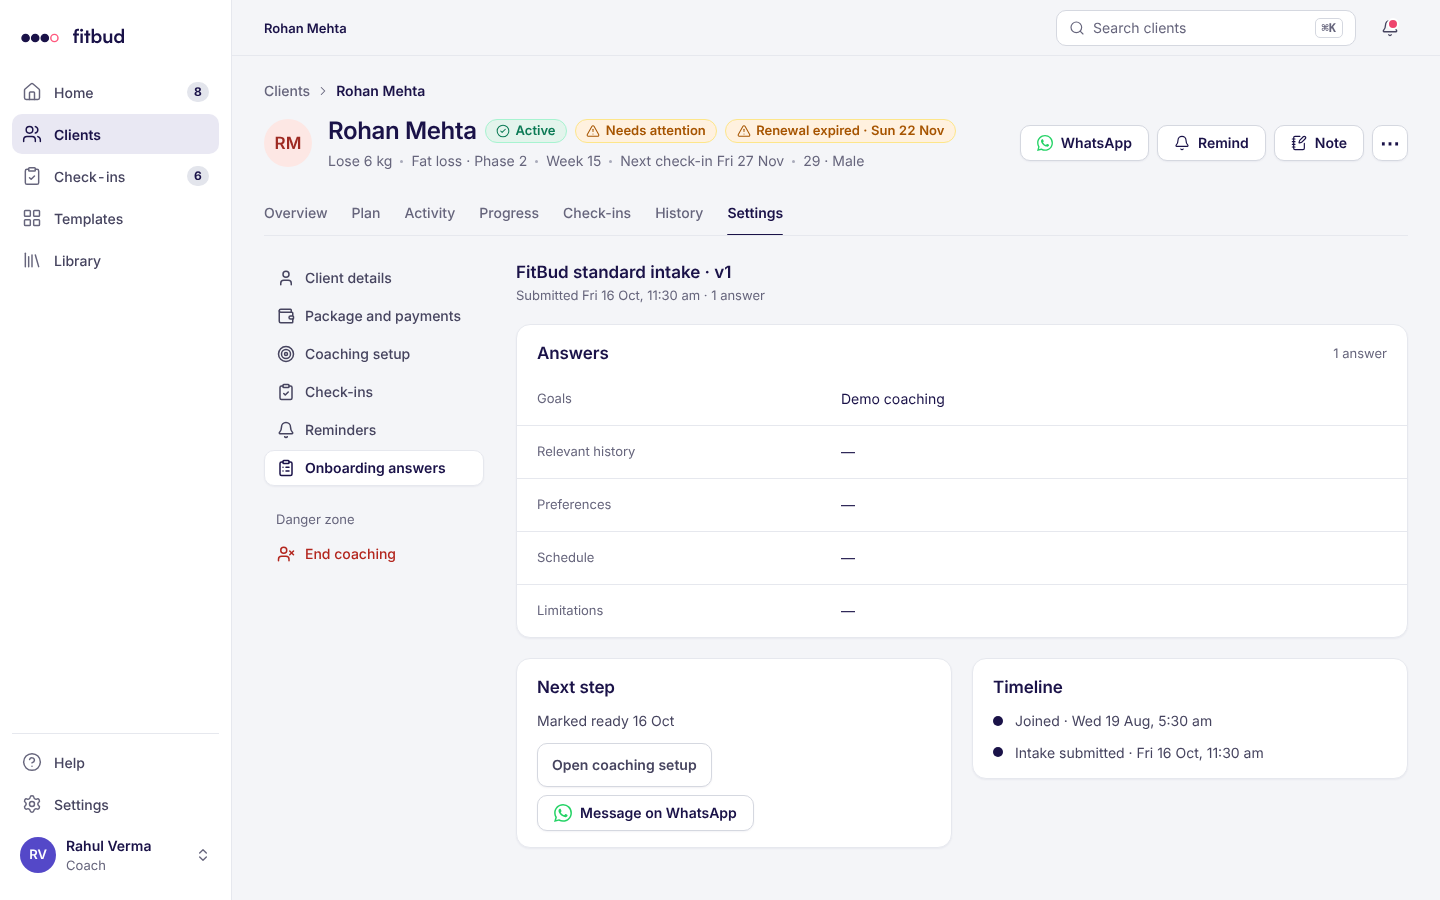 fitbud
Home 8
Clients
Check-ins 6
Templates
Library
Help
Settings
RV
Rahul Verma
Coach
Rohan Mehta
Search clients
⌘K
Clients > Rohan Mehta
RM
Rohan Mehta Active Needs attention Renewal expired · Sun 22 Nov
Lose 6 kg • Fat loss · Phase 2 • Week 15 • Next check-in Fri 27 Nov • 29 · Male
WhatsApp Remind Note
Overview Plan Activity Progress Check-ins History Settings
Client details
Package and payments
Coaching setup
Check-ins
Reminders
Onboarding answers
Danger zone
End coaching
FitBud standard intake · v1
Submitted Fri 16 Oct, 11:30 am · 1 answer
Answers 1 answer
Goals Demo coaching
Relevant history —
Preferences —
Schedule —
Limitations —
Next step
Marked ready 16 Oct
Open coaching setup
Message on WhatsApp
Timeline
Joined · Wed 19 Aug, 5:30 am
Intake submitted · Fri 16 Oct, 11:30 am